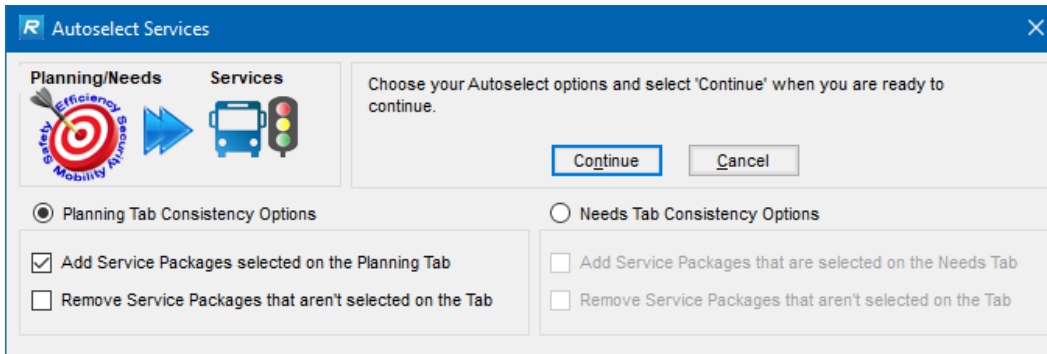 Autoselect Services
Planning/Needs Services
Efficiency
Security
Safety
Mobility
Choose your Autoselect options and select 'Continue' when you are ready to
continue.
Continue Cancel
Planning Tab Consistency Options
Add Service Packages selected on the Planning Tab
Remove Service Packages that aren't selected on the Tab
Needs Tab Consistency Options
Add Service Packages that are selected on the Needs Tab
Remove Service Packages that aren't selected on the Tab